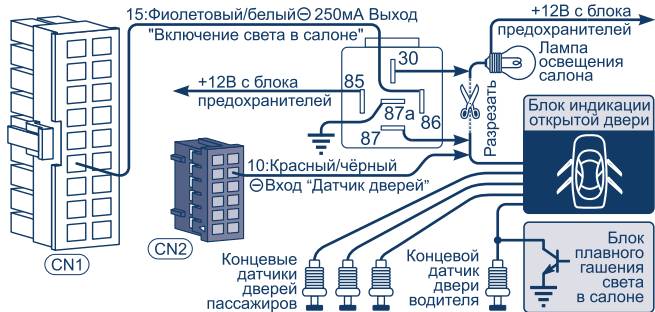 15:Фиолетовый/белый⊖ 250мА Выход
"Включение света в салоне"
+12В с блока
предохранителей
Лампа
освещения
салона
30
+12В с блока
предохранителей
85
87а
86
87
Разрезать
Блок индикации
открытой двери
10:Красный/чёрный
⊖Вход “Датчик дверей”
CN1
CN2
Концевые
датчики
дверей
пассажиров
Концевой
датчик
двери
водителя
Блок
плавного
гашения
света
в салоне